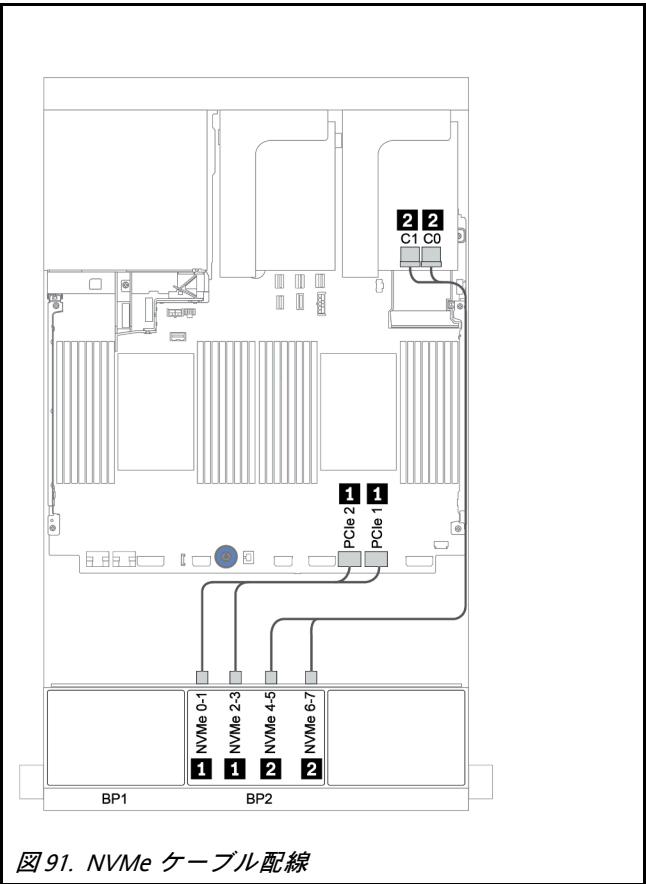 2 2
C1 C0
1 1
PCIe 2
PCIe 1
NVMe 0-1
NVMe 2-3
NVMe 4-5
NVMe 6-7
1 1 2 2
BP1 BP2
図 91. NVMe ケーブル配線